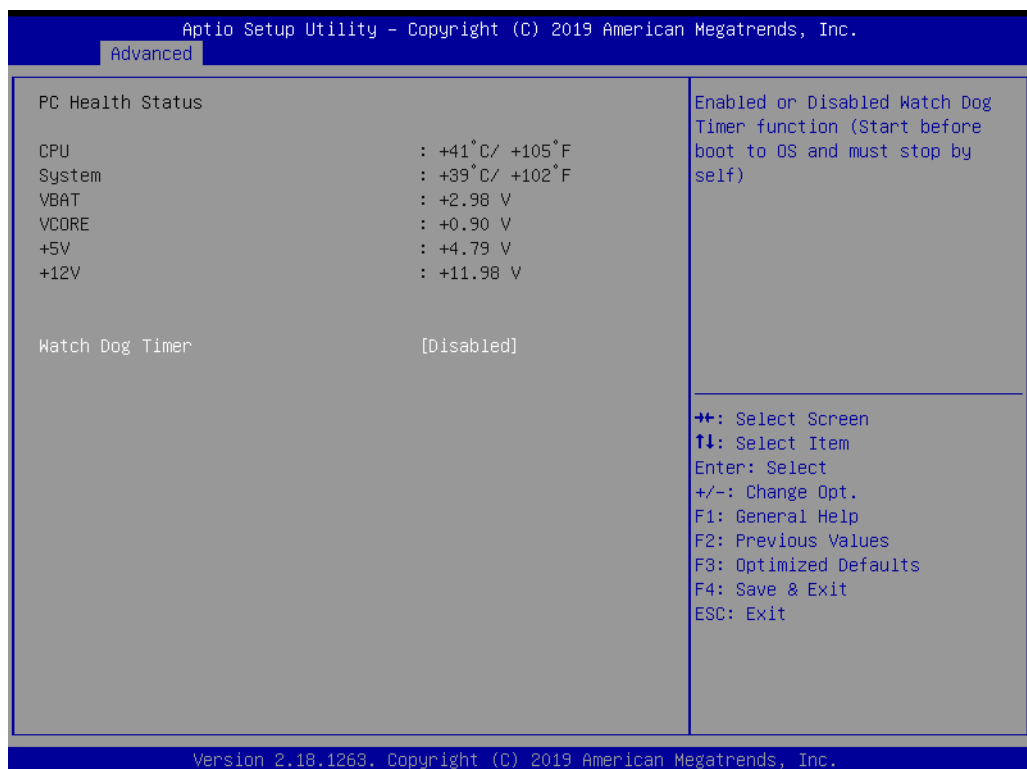 Aptio Setup Utility – Copyright (C) 2019 American Megatrends, Inc.
Advanced
PC Health Status
CPU : +41°C/ +105°F
System : +39°C/ +102°F
VBAT : +2.98 V
VCORE : +0.90 V
+5V : +4.79 V
+12V : +11.98 V
Watch Dog Timer [Disabled]
Enabled or Disabled Watch Dog
Timer function (Start before
boot to OS and must stop by
self)
→←: Select Screen
↑↓: Select Item
Enter: Select
+/-: Change Opt.
F1: General Help
F2: Previous Values
F3: Optimized Defaults
F4: Save & Exit
ESC: Exit
Version 2.18.1263. Copyright (C) 2019 American Megatrends, Inc.